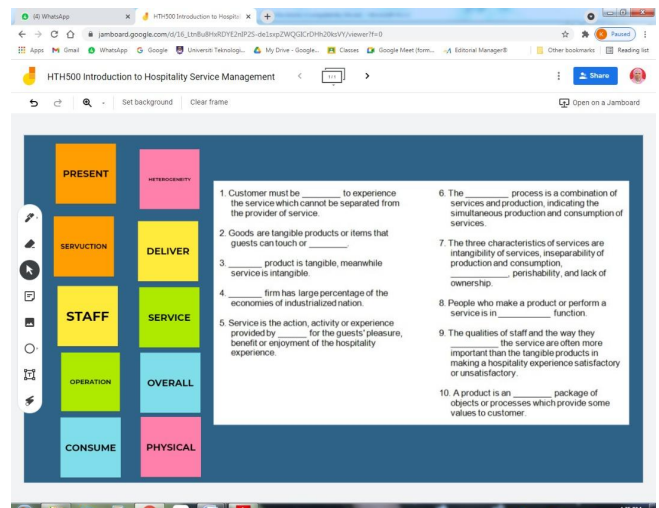 (4) WhatsApp
HTH500 Introduction to Hospital
jamboard.google.com/d/16_LtnBu8HxRDYE2nIP25-de1sxpZWQGICrDHh20ksVY/viewer?f=0
Paused
Apps
Gmail
WhatsApp
Google
Universiti Teknologi...
My Drive - Google...
Classes
Google Meet (form...
Editorial Manager®
Other bookmarks
Reading list
HTH500 Introduction to Hospitality Service Management
1/1
Share
Set background
Clear frame
Open on a Jamboard
PRESENT
HETEROGENEITY
SERVUCTION
DELIVER
STAFF
SERVICE
OPERATION
OVERALL
CONSUME
PHYSICAL
1. Customer must be ________ to experience
the service which cannot be separated from
the provider of service.
2. Goods are tangible products or items that
guests can touch or ________.
3. ______ product is tangible, meanwhile
service is intangible.
4. _______ firm has large percentage of the
economies of industrialized nation.
5. Service is the action, activity or experience
provided by ______ for the guests' pleasure,
benefit or enjoyment of the hospitality
experience.
6. The _________ process is a combination of
services and production, indicating the
simultaneous production and consumption of
services.
7. The three characteristics of services are
intangibility of services, inseparability of
production and consumption,
____________, perishability, and lack of
ownership.
8. People who make a product or perform a
service is in ___________ function.
9. The qualities of staff and the way they
__________ the service are often more
important than the tangible products in
making a hospitality experience satisfactory
or unsatisfactory.
10. A product is an ________ package of
objects or processes which provide some
values to customer.